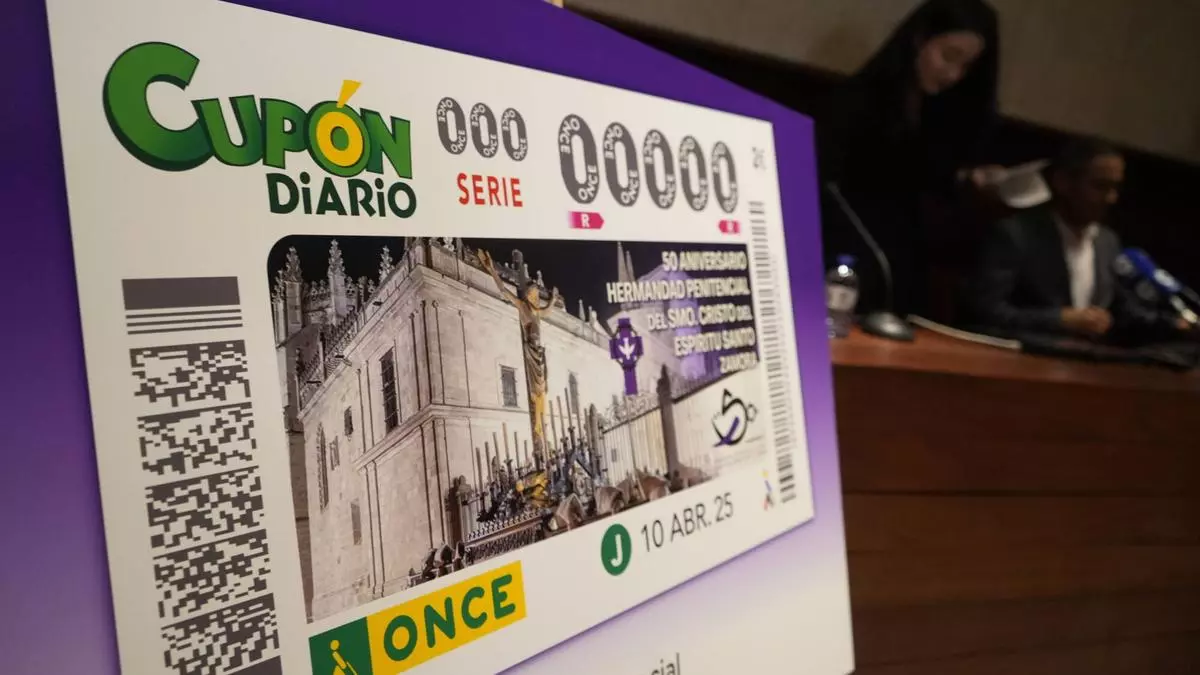 CUPÓN
DiARiO
000
SERIE
00000
R
R
50 ANIVERSARIO
HERMANDAD PENITENCIAL
DEL SMO. CRISTO DEL
ESPÍRITU SANTO
ZAMORA
J 10 ABR. 25
ONCE